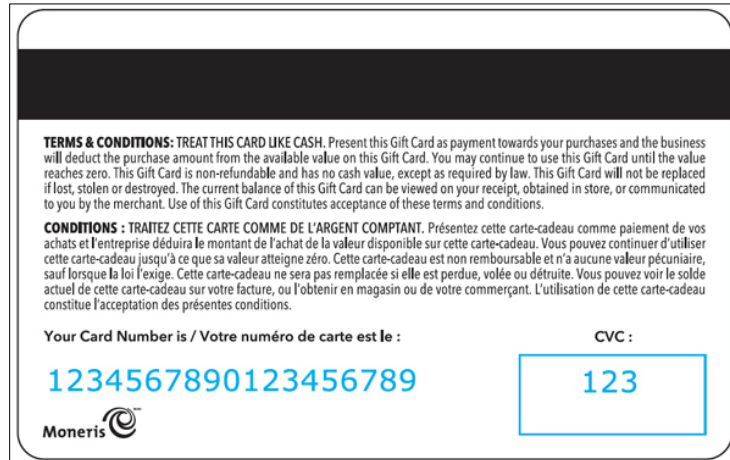 TERMS & CONDITIONS: TREAT THIS CARD LIKE CASH. Present this Gift Card as payment towards your purchases and the business
will deduct the purchase amount from the available value on this Gift Card. You may continue to use this Gift Card until the value
reaches zero. This Gift Card is non-refundable and has no cash value, except as required by law. This Gift Card will not be replaced
if lost, stolen or destroyed. The current balance of this Gift Card can be viewed on your receipt, obtained in store, or communicated
to you by the merchant. Use of this Gift Card constitutes acceptance of these terms and conditions.
CONDITIONS : TRAITEZ CETTE CARTE COMME DE L'ARGENT COMPTANT. Présentez cette carte-cadeau comme paiement de vos
achats et l'entreprise déduira le montant de l'achat de la valeur disponible sur cette carte-cadeau. Vous pouvez continuer d'utiliser
cette carte-cadeau jusqu'à ce que sa valeur atteigne zéro. Cette carte-cadeau est non remboursable et n'a aucune valeur pécuniaire,
sauf lorsque la loi l'exige. Cette carte-cadeau ne sera pas remplacée si elle est perdue, volée ou détruite. Vous pouvez voir le solde
actuel de cette carte-cadeau sur votre facture, ou l'obtenir en magasin ou de votre commerçant. L'utilisation de cette carte-cadeau
constitue l'acceptation des présentes conditions.
Your Card Number is / Votre numéro de carte est le :
CVC :
1234567890123456789
123
Moneris